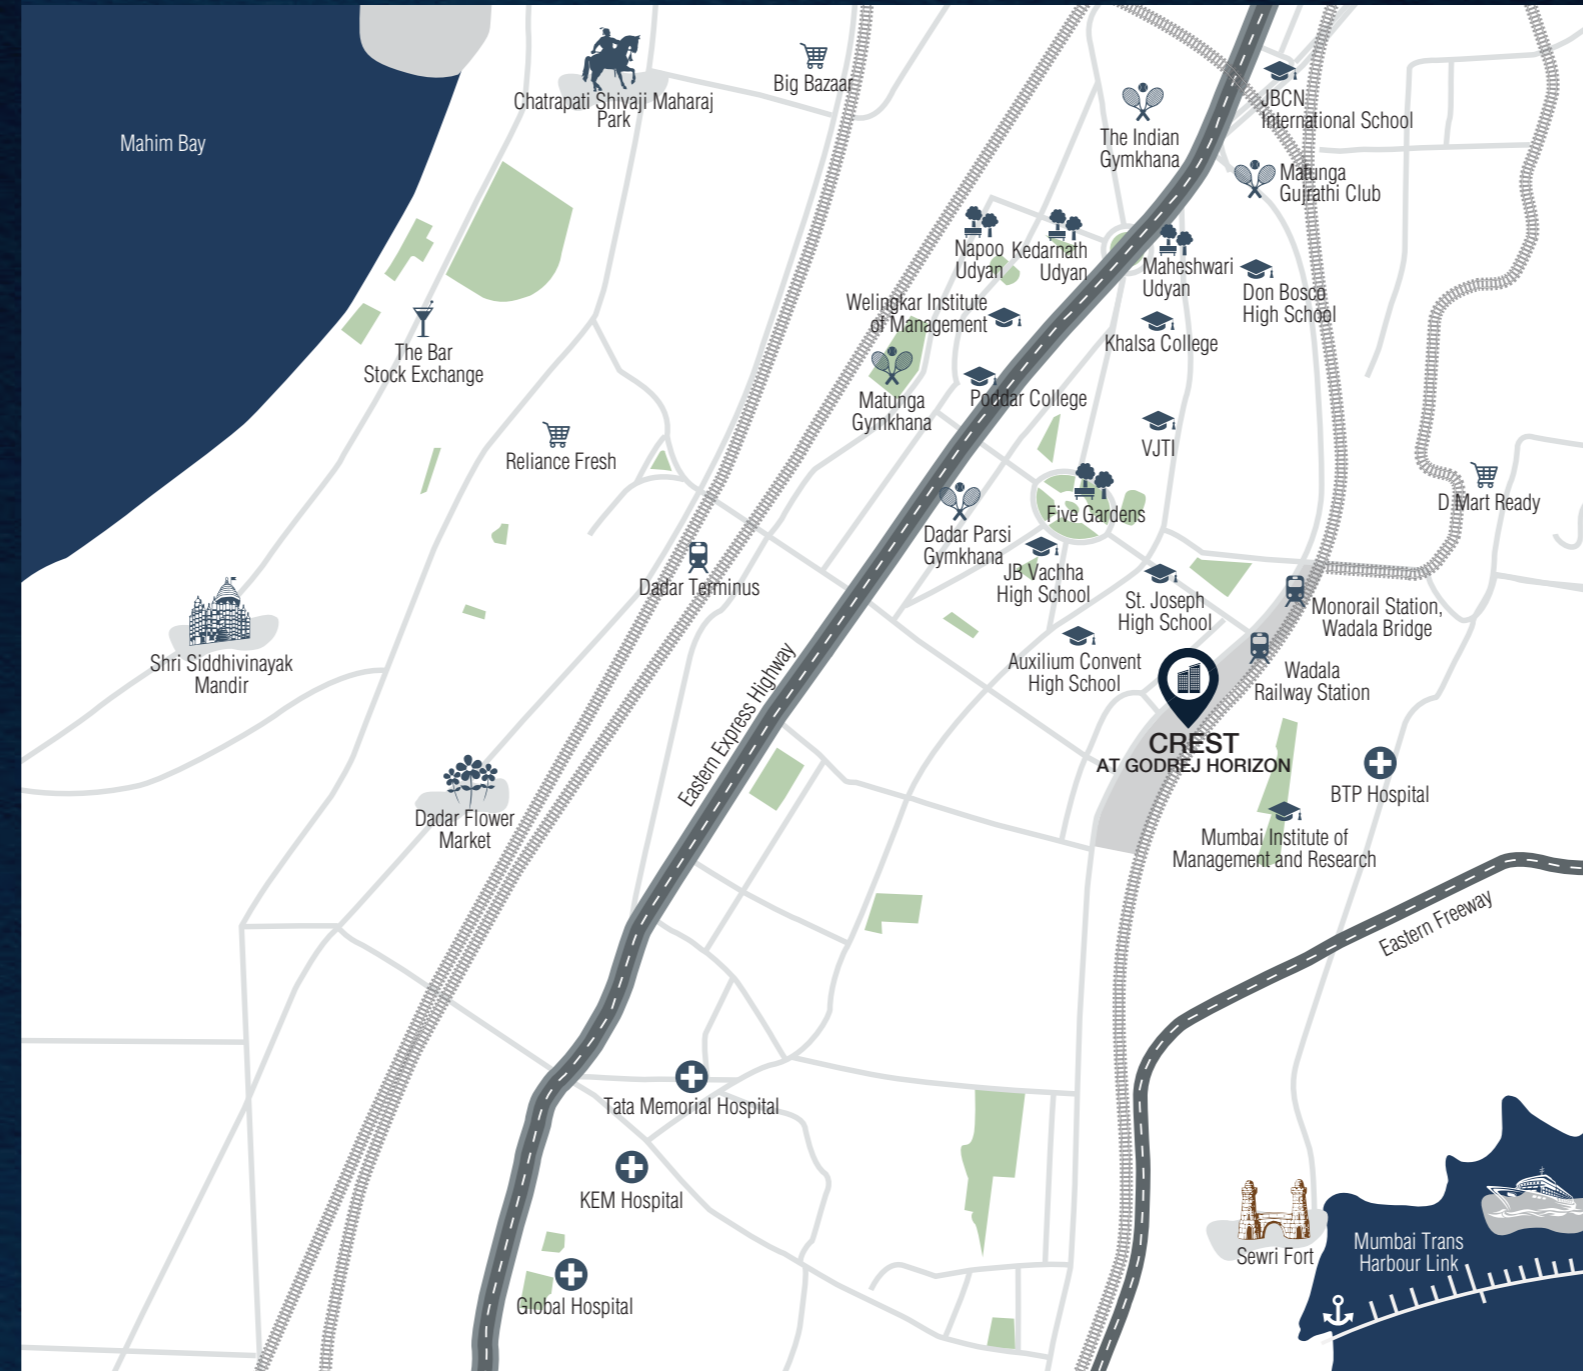 Mahim Bay
Chatrapati Shivaji Maharaj
Park
Big Bazaar
JBCN
International School
The Indian
Gymkhana
Matunga
Gujrathi Club
Napoo
Udyan
Kedarnath
Udyan
Maheshwari
Udyan
Don Bosco
High School
Welingkar Institute
of Management
Khalsa College
The Bar
Stock Exchange
Matunga
Gymkhana
Poddar College
VJTI
Reliance Fresh
D Mart Ready
Five Gardens
Dadar Parsi
Gymkhana
JB Vachha
High School
Dadar Terminus
St. Joseph
High School
Monorail Station,
Wadala Bridge
Shri Siddhivinayak
Mandir
Auxilium Convent
High School
Wadala
Railway Station
Eastern Express Highway
CREST
AT GODREJ HORIZON
BTP Hospital
Dadar Flower
Market
Mumbai Institute of
Management and Research
Eastern Freeway
Tata Memorial Hospital
KEM Hospital
Sewri Fort
Mumbai Trans
Harbour Link
Global Hospital